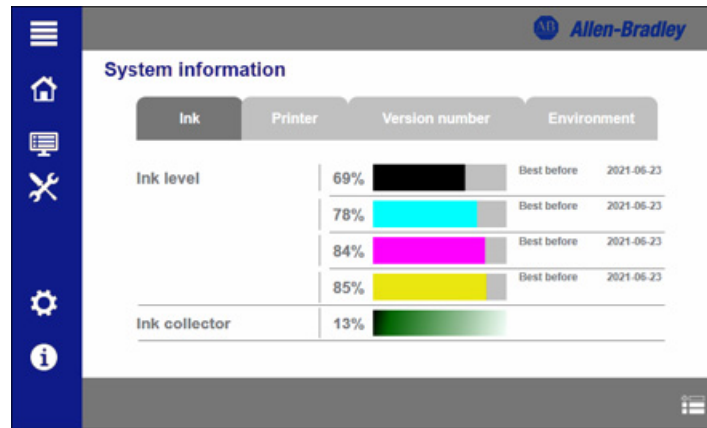 AB Allen-Bradley
System information
Ink Printer Version number Environment
Ink level 69% Best before 2021-06-23
78% Best before 2021-06-23
84% Best before 2021-06-23
85% Best before 2021-06-23
Ink collector 13%